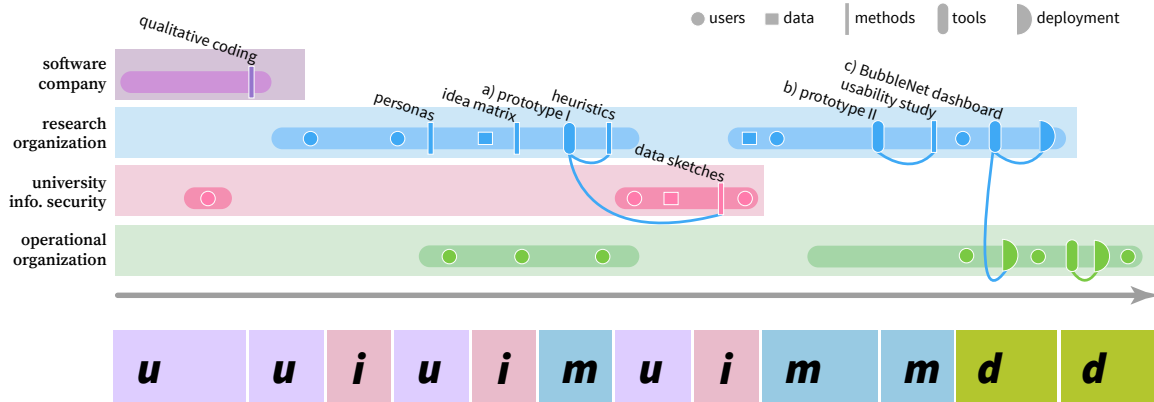 users data methods tools deployment
qualitative coding
software
company
personas
idea matrix
a) prototype I
heuristics
b) prototype II
usability study
c) BubbleNet dashboard
research
organization
data sketches
university
info. security
operational
organization
u u i u i m u i m m d d